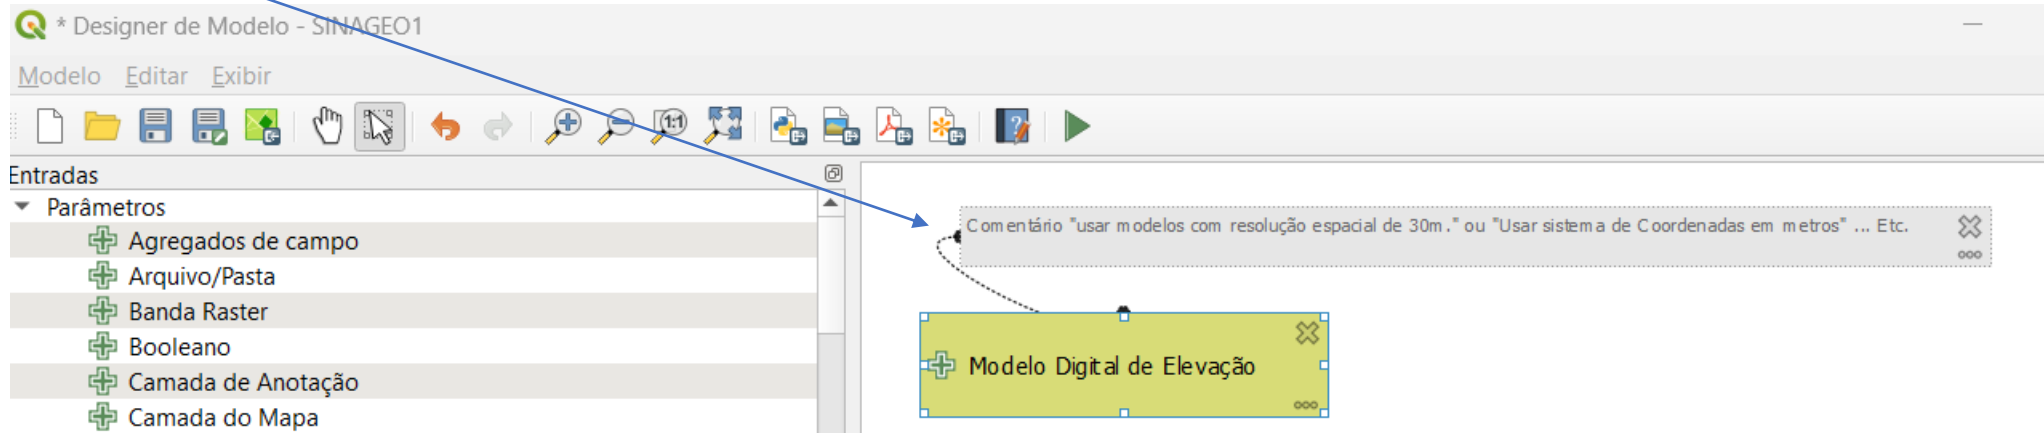 * Designer de Modelo - SINAGEO1
Modelo Editar Exibir
1:1
Entradas
Parâmetros
Agregados de campo
Arquivo/Pasta
Banda Raster
Booleano
Camada de Anotação
Camada do Mapa
Comentário "usar modelos com resolução espacial de 30m." ou "Usar sistema de Coordenadas em metros" ... Etc.
Modelo Digital de Elevação